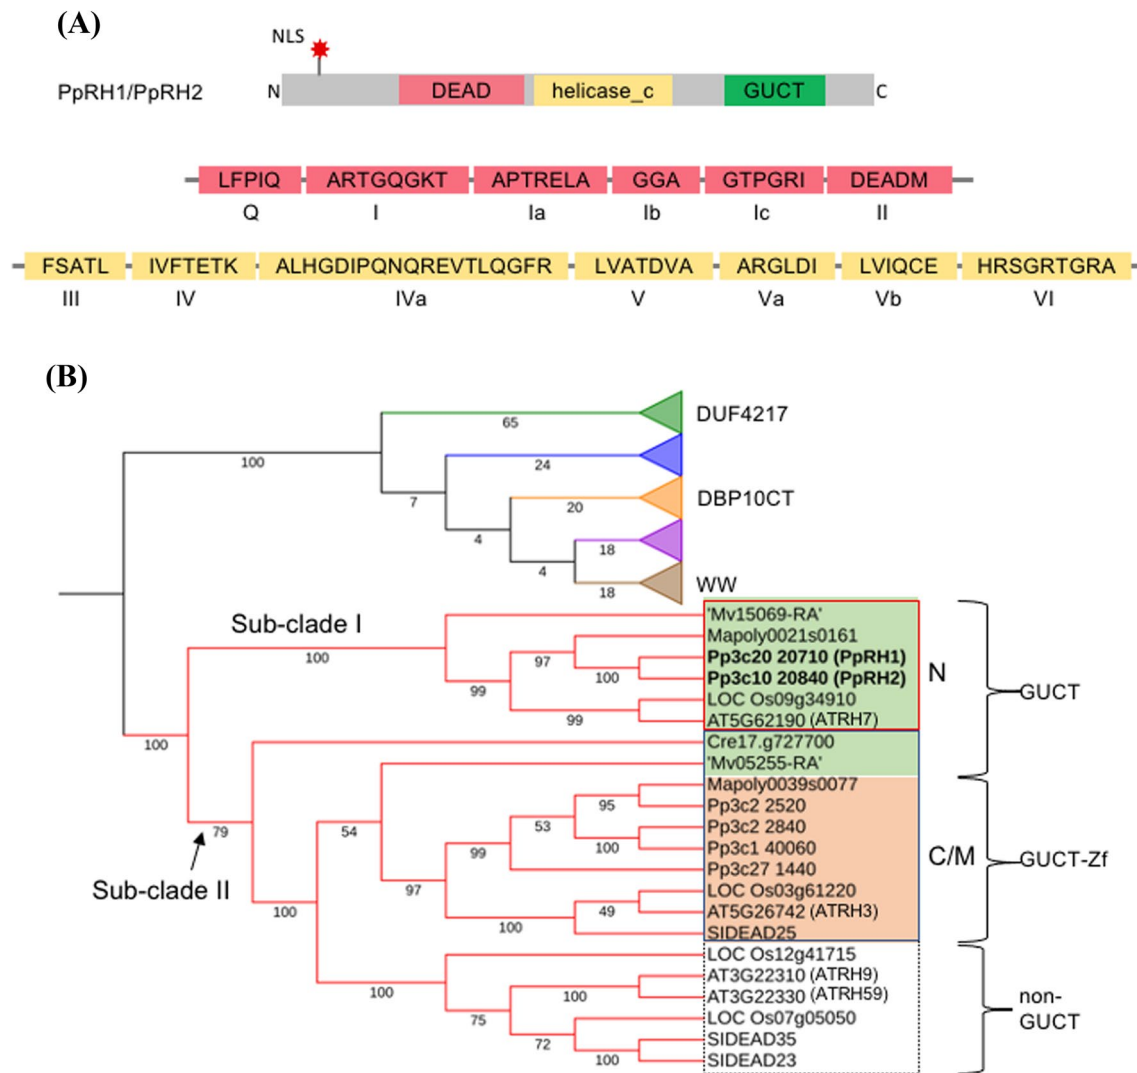 (A)
NLS
PpRH1/PpRH2 N DEAD helicase_c GUCT C
LFPIQ ARTGQGKT APTRELA GGA GTPGRI DEADM
Q I Ia Ib Ic II
FSATL IVFTETK ALHGDIPQNQREVTLQGFR LVATDVA ARGLDI LVIQCE HRSGRTGRA
III IV IVa V Va Vb VI
(B)
65 DUF4217
100
24
7
20 DBP10CT
4
18
4
18 WW
'Mv15069-RA'
Sub-clade I
Mapoly0021s0161
100
97 Pp3c20 20710 (PpRH1) N
100 Pp3c10 20840 (PpRH2)
99
LOC Os09g34910 GUCT
99 AT5G62190 (ATRH7)
100 Cre17.g727700
'Mv05255-RA'
Mapoly0039s0077
95 Pp3c2 2520
79 54 53 Pp3c2 2840
100 Pp3c1 40060 C/M
99
Pp3c27 1440 GUCT-Zf
Sub-clade II
97 LOC Os03g61220
49 AT5G26742 (ATRH3)
100 100 SlDEAD25
LOC Os12g41715
AT3G22310 (ATRH9)
100 100 AT3G22330 (ATRH59) non-
75 LOC Os07g05050 GUCT
72 SlDEAD35
100 SlDEAD23